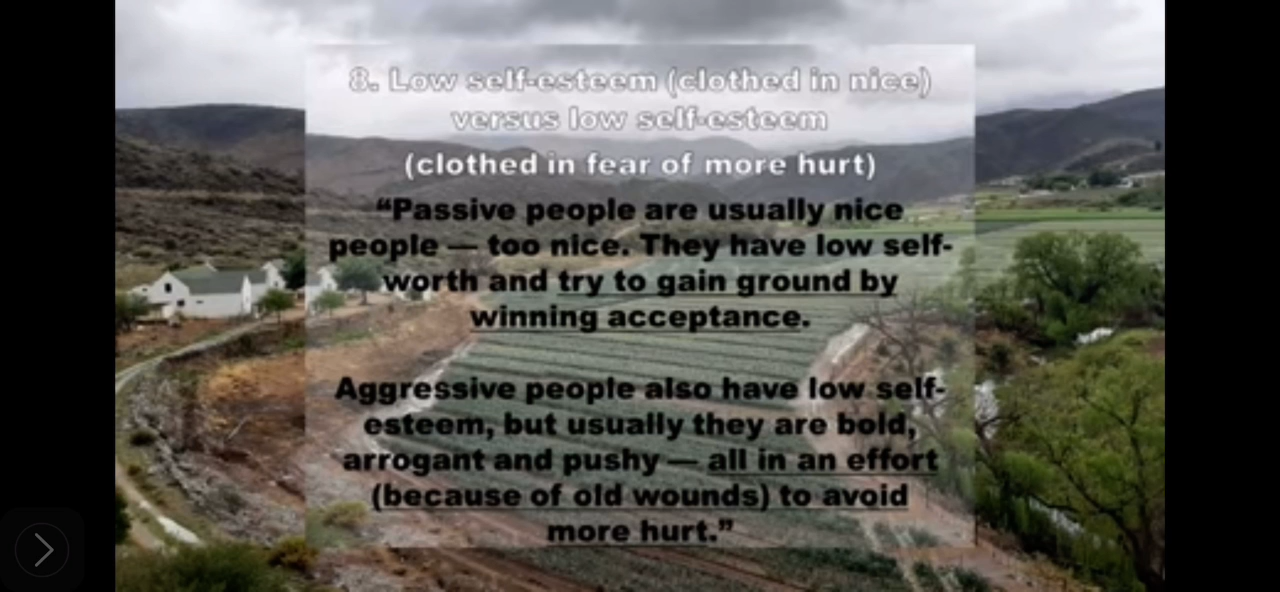 8. Low self-esteem (clothed in nice)
versus low self-esteem
(clothed in fear of more hurt)
“Passive people are usually nice
people — too nice. They have low self-
worth and try to gain ground by
winning acceptance.
Aggressive people also have low self-
esteem, but usually they are bold,
arrogant and pushy — all in an effort
(because of old wounds) to avoid
more hurt.”